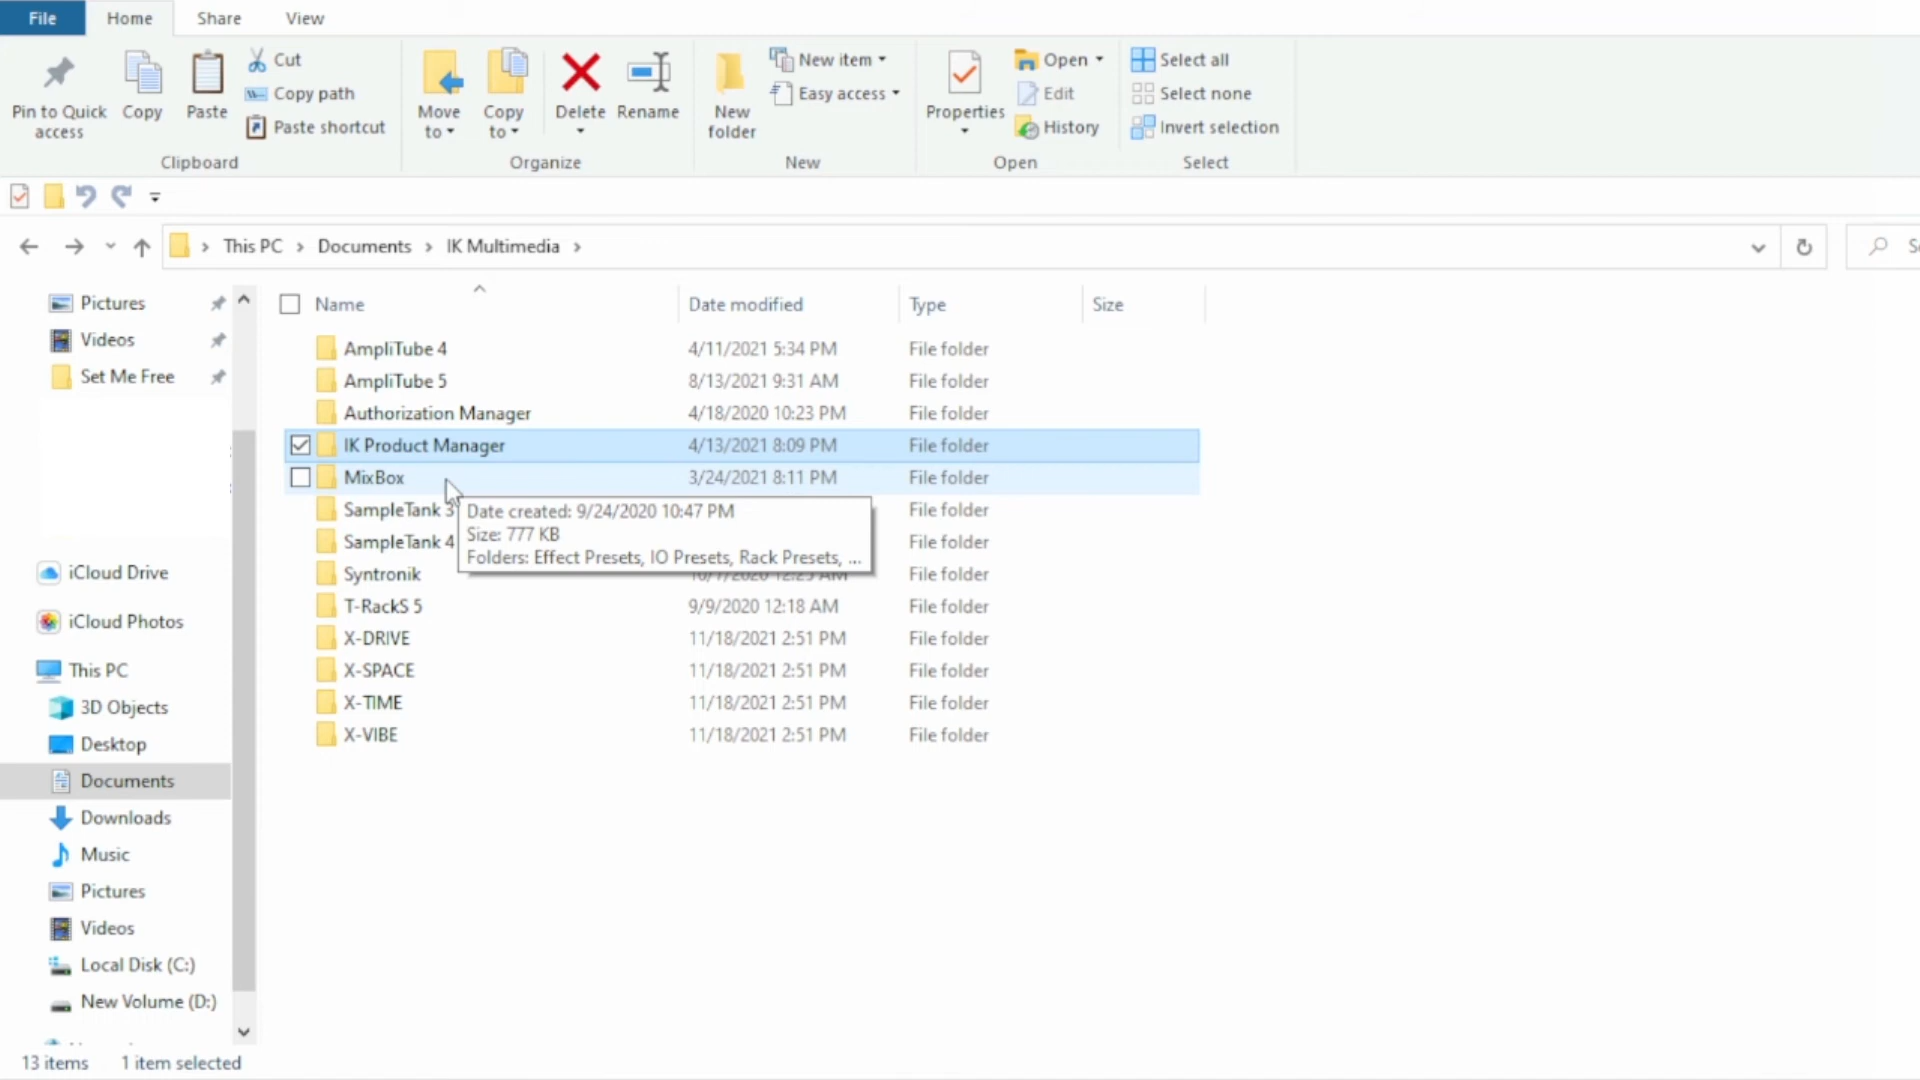 File Home Share View
Pin to Quick access
Copy
Paste
Cut
Copy path
Paste shortcut
Clipboard
Move to
Copy to
Delete
Rename
Organize
New folder
New item
Easy access
New
Properties
Open
Edit
History
Open
Select all
Select none
Invert selection
Select
This PC > Documents > IK Multimedia >
Pictures
Videos
Set Me Free
iCloud Drive
iCloud Photos
This PC
3D Objects
Desktop
Documents
Downloads
Music
Pictures
Videos
Local Disk (C:)
New Volume (D:)
Name Date modified Type Size
AmpliTube 4 4/11/2021 5:34 PM File folder
AmpliTube 5 8/13/2021 9:31 AM File folder
Authorization Manager 4/18/2020 10:23 PM File folder
IK Product Manager 4/13/2021 8:09 PM File folder
MixBox 3/24/2021 8:11 PM File folder
SampleTank 3 File folder
SampleTank 4 File folder
Date created: 9/24/2020 10:47 PM
Size: 777 KB
Folders: Effect Presets, IO Presets, Rack Presets, ...
Syntronik 10/7/2020 12:25 AM File folder
T-RackS 5 9/9/2020 12:18 AM File folder
X-DRIVE 11/18/2021 2:51 PM File folder
X-SPACE 11/18/2021 2:51 PM File folder
X-TIME 11/18/2021 2:51 PM File folder
X-VIBE 11/18/2021 2:51 PM File folder
13 items 1 item selected